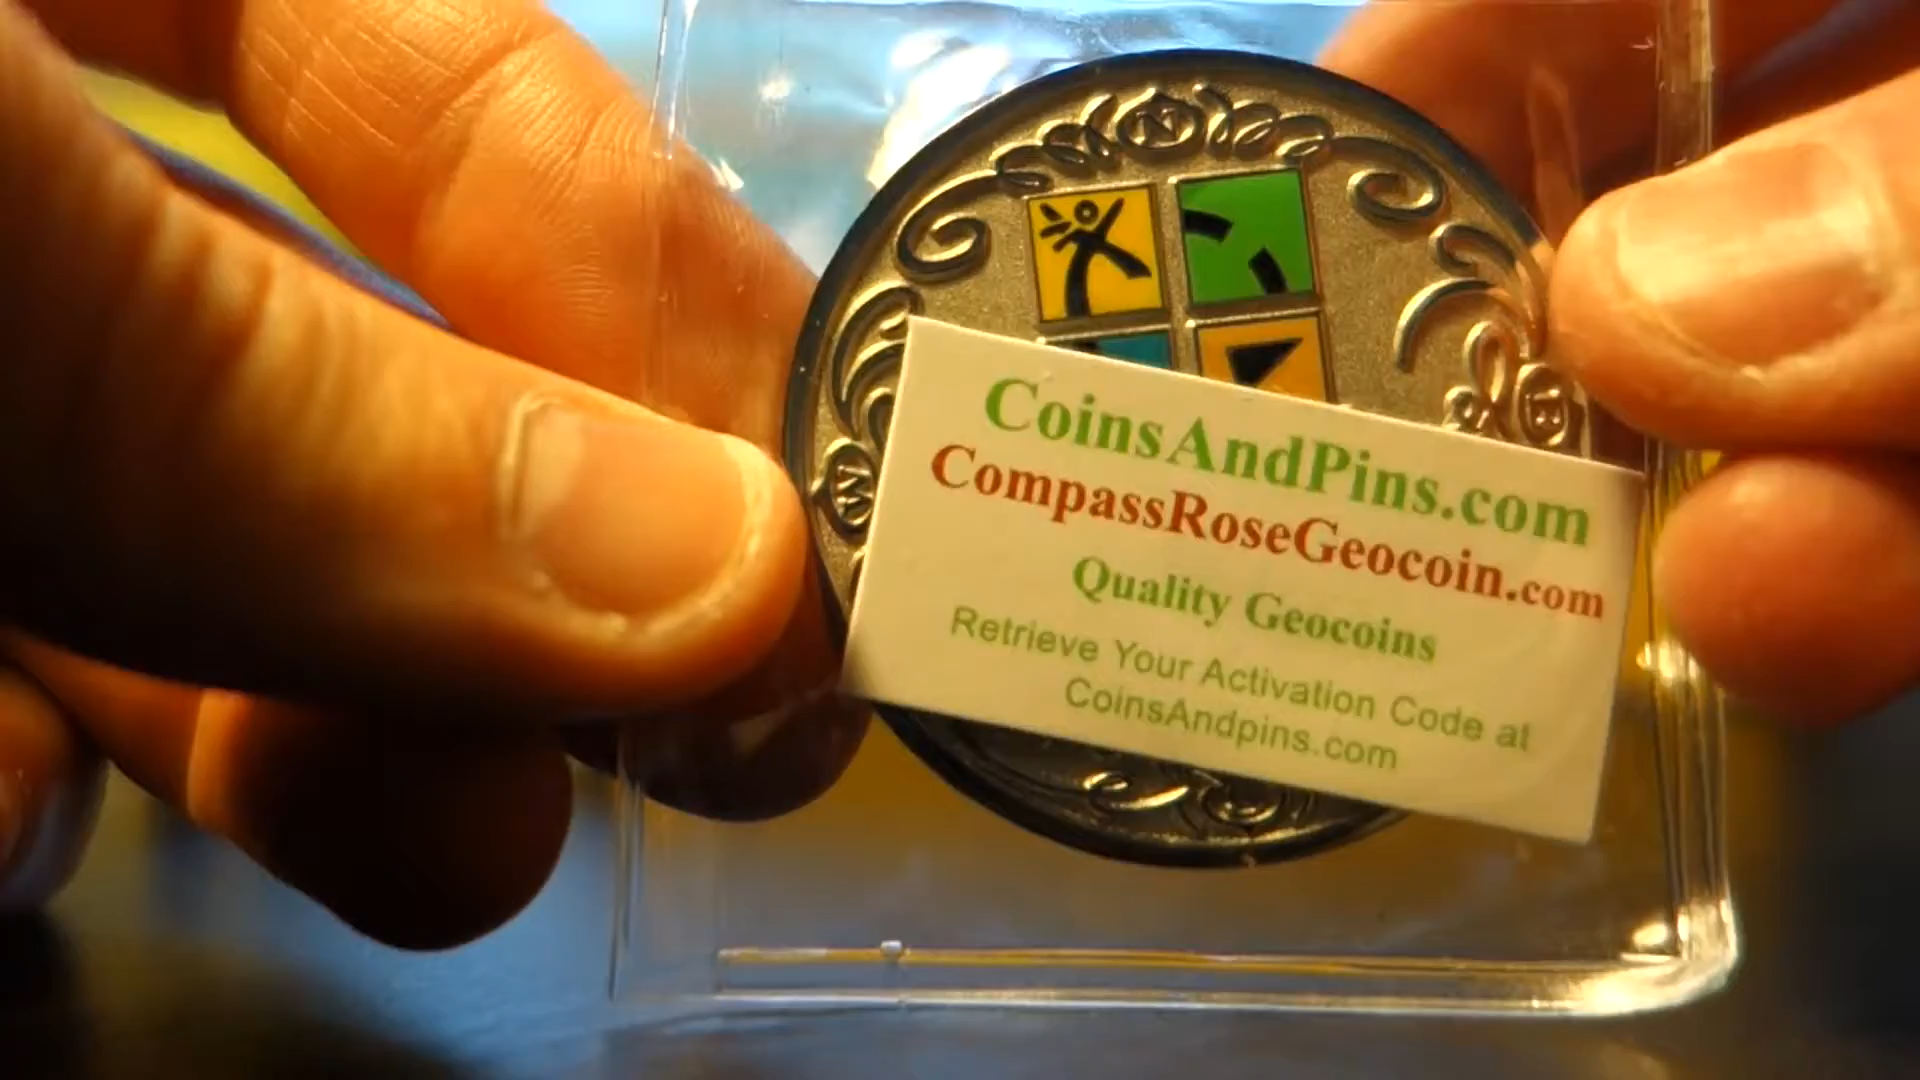 N
CoinsAndPins.com
CompassRoseGeocoin.com
Quality Geocoins
Retrieve Your Activation Code at
CoinsAndpins.com